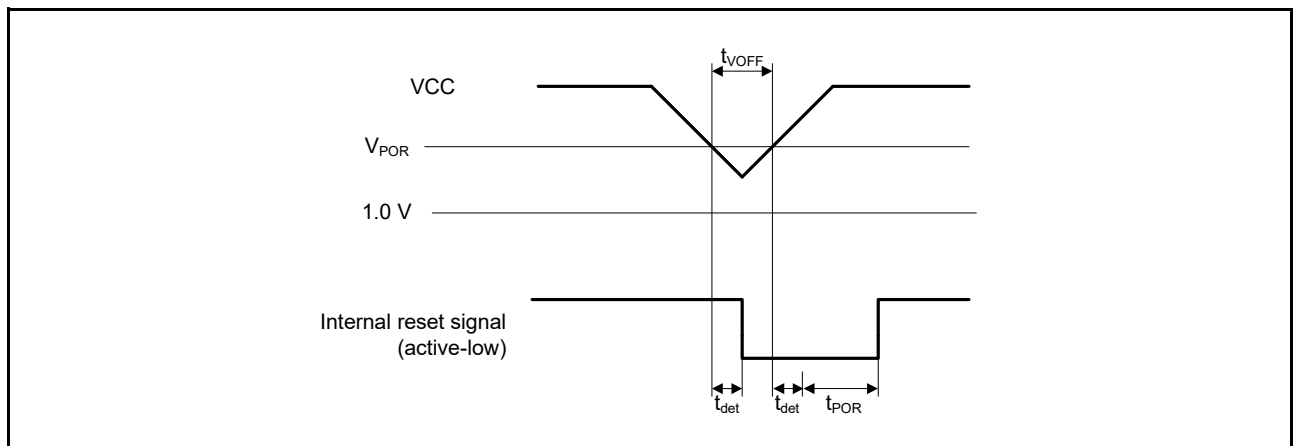 tVOFF
VCC
VPOR
1.0 V
Internal reset signal
(active-low)
tdet
tdet
tPOR